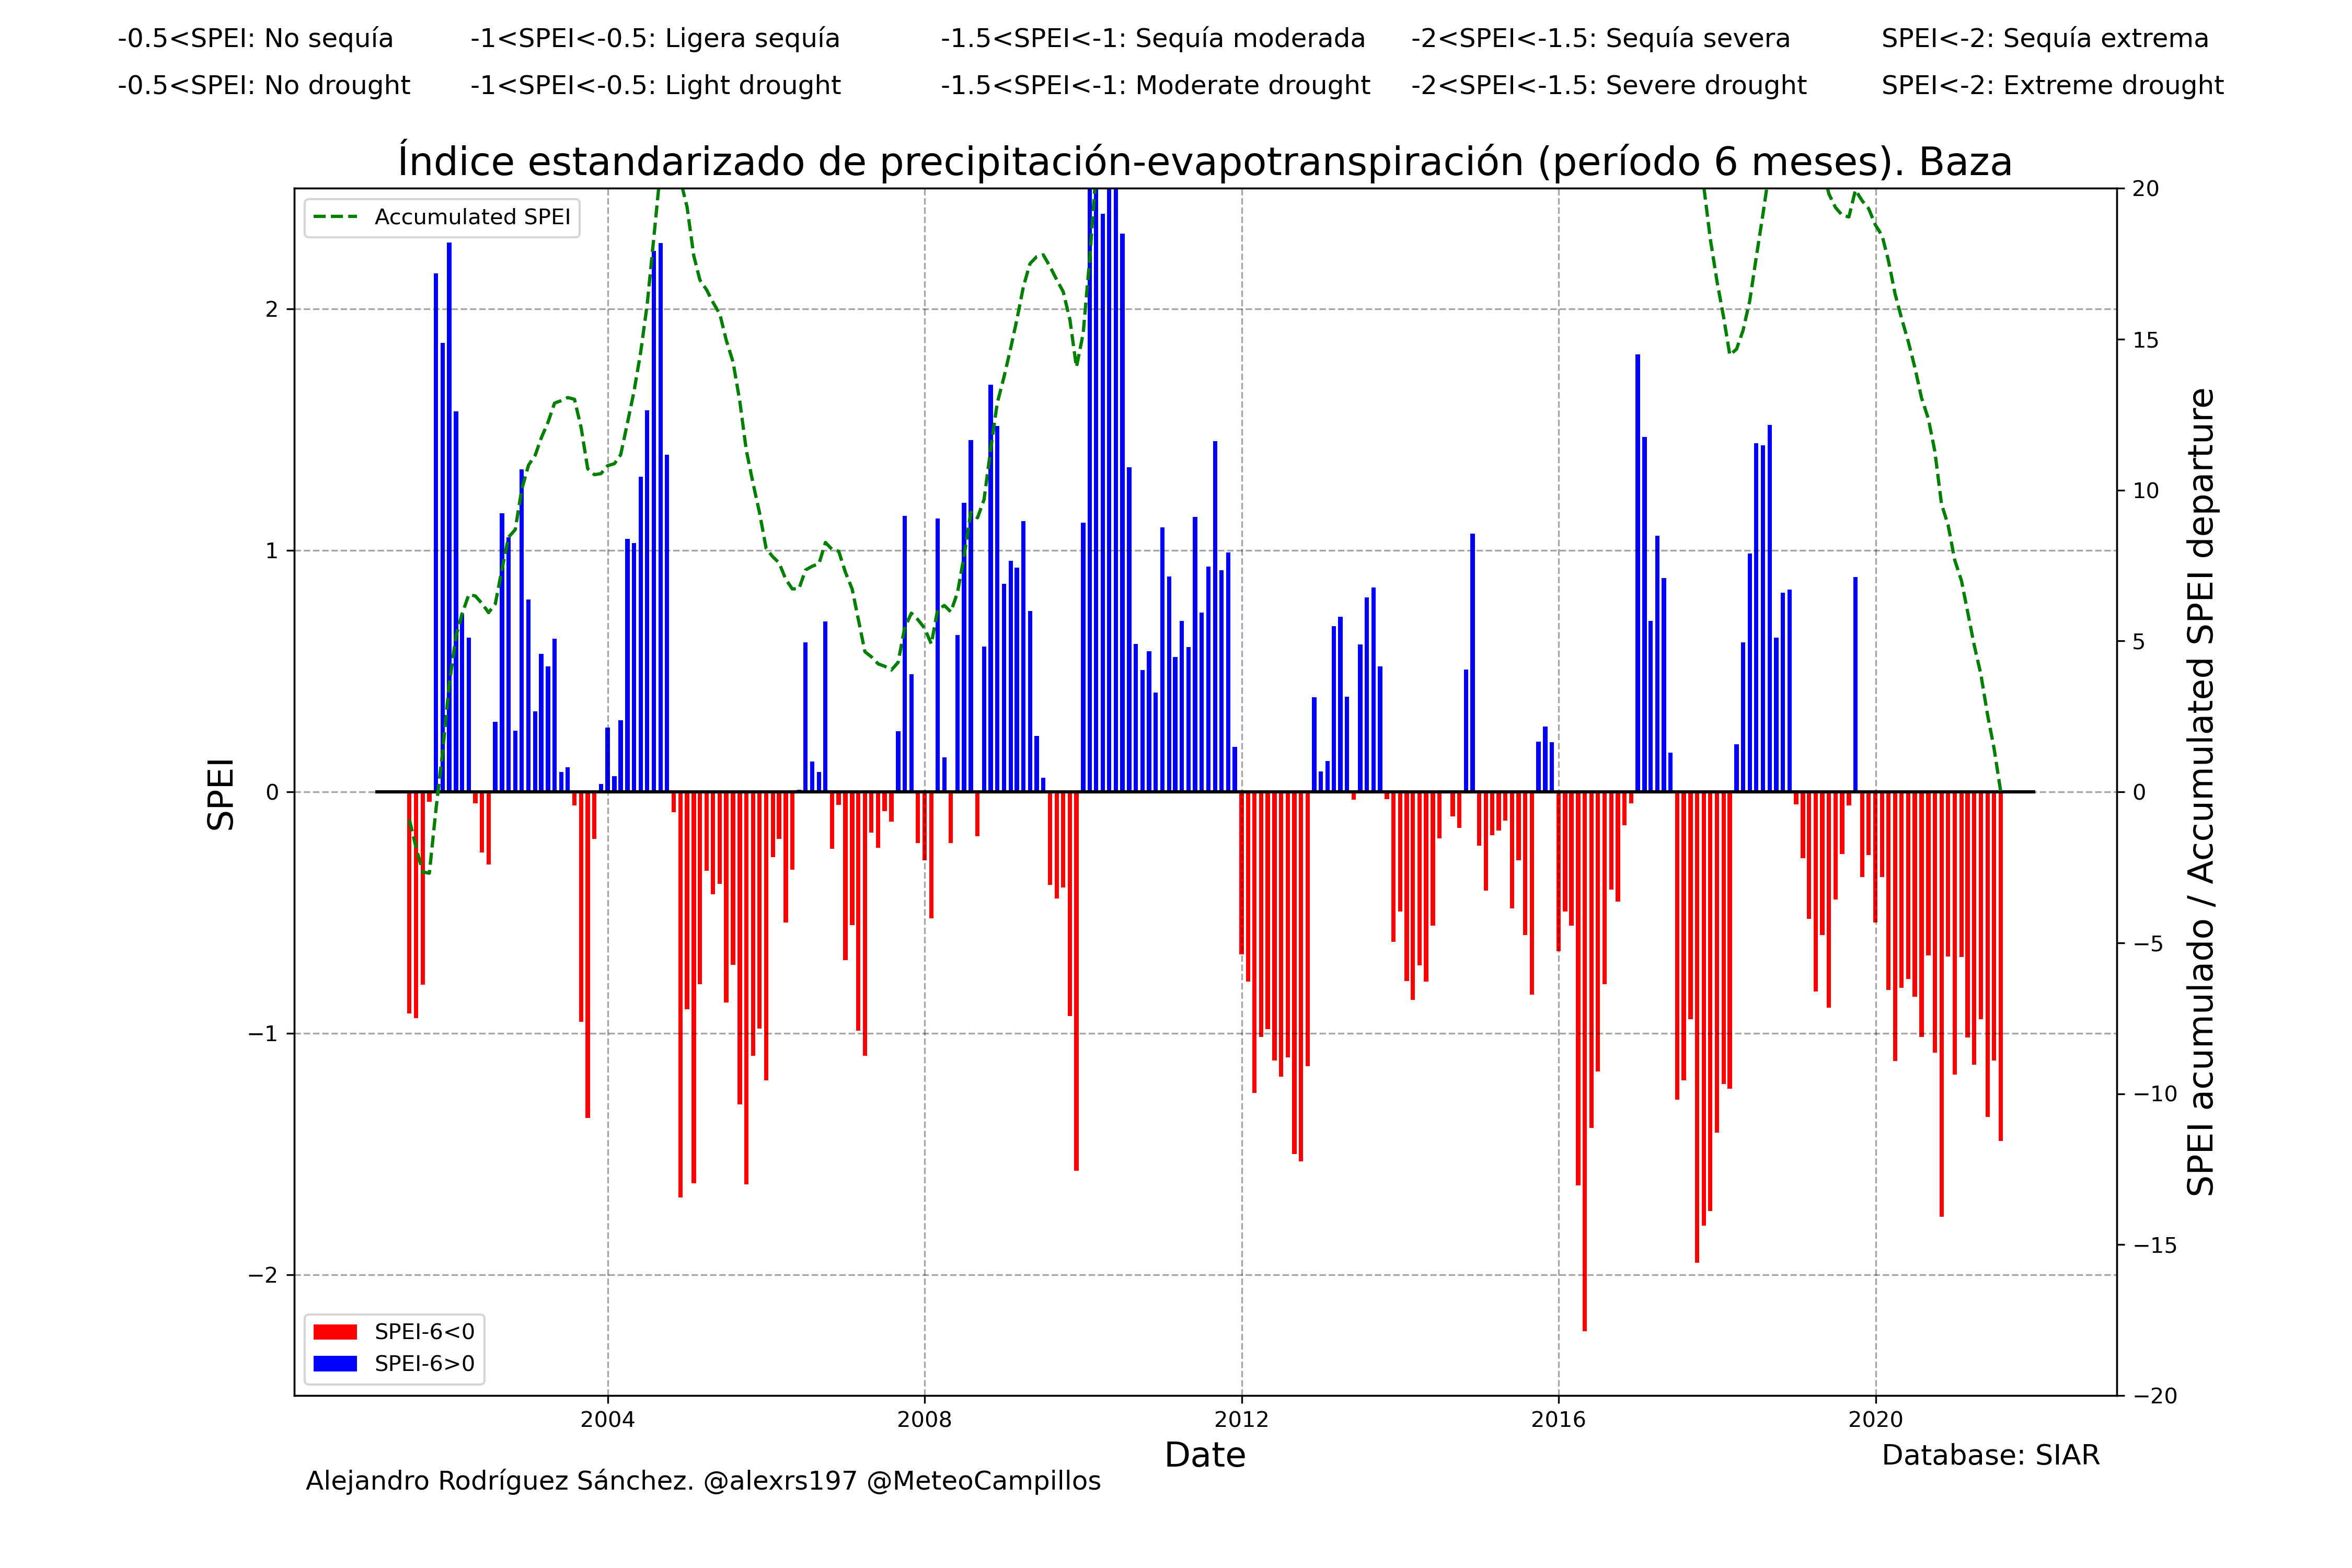 -0.5<SPEI: No sequía -1<SPEI<-0.5: Ligera sequía -1.5<SPEI<-1: Sequía moderada -2<SPEI<-1.5: Sequía severa SPEI<-2: Sequía extrema
-0.5<SPEI: No drought -1<SPEI<-0.5: Light drought -1.5<SPEI<-1: Moderate drought -2<SPEI<-1.5: Severe drought SPEI<-2: Extreme drought
Índice estandarizado de precipitación-evapotranspiración (período 6 meses). Baza
Accumulated SPEI
SPEI
2
1
0
−1
−2
20
15
10
5
0
−5
−10
−15
−20
SPEI acumulado / Accumulated SPEI departure
SPEI-6<0
SPEI-6>0
2004 2008 2012 2016 2020
Date
Database: SIAR
Alejandro Rodríguez Sánchez. @alexrs197 @MeteoCampillos